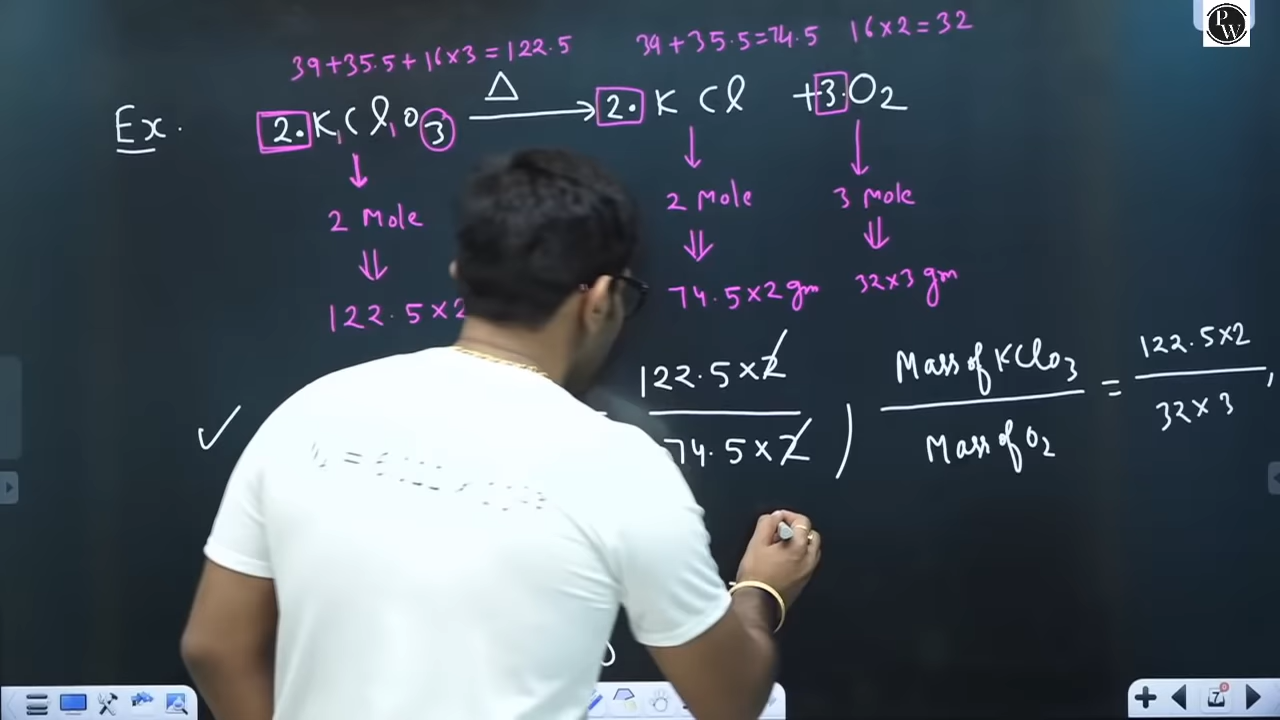 PW
39+35.5+16×3=122.5 39+35.5=74.5 16×2=32
Ex. 2.KClO3 Δ→ 2.KCl +3.O2
2 Mole 2 Mole 3 Mole
122.5×2 74.5×2 gm 32×3 gm
122.5×2 Mass of KClO3 = 122.5×2,
74.5×2 ) Mass of O2 32×3
7